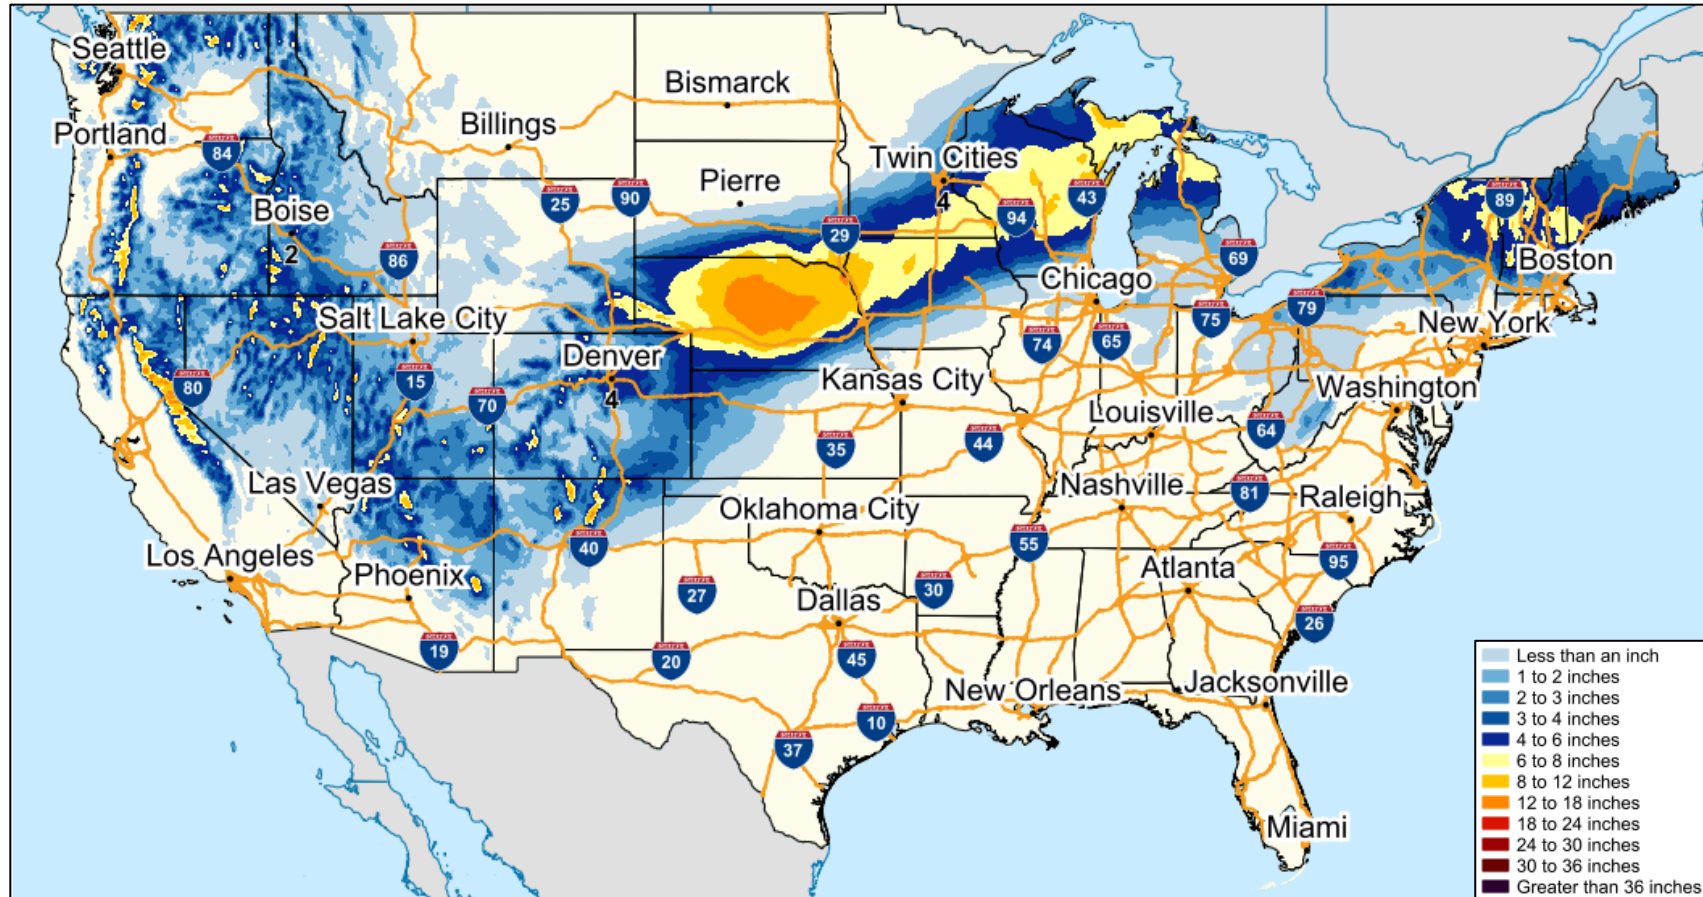 Seattle
Bismarck
Billings
Portland
84
Twin Cities
Pierre
4
Boise
2
25
90
94
43
89
29
86
69
Boston
Chicago
Salt Lake City
79
New York
Denver
4
74
65
75
80
15
70
Kansas City
Washington
Louisville
64
35
44
Las Vegas
Nashville
81
Raleigh
Oklahoma City
40
55
95
Los Angeles
Phoenix
Atlanta
27
Dallas
30
26
19
20
45
New Orleans
Jacksonville
10
37
Miami
Less than an inch
1 to 2 inches
2 to 3 inches
3 to 4 inches
4 to 6 inches
6 to 8 inches
8 to 12 inches
12 to 18 inches
18 to 24 inches
24 to 30 inches
30 to 36 inches
Greater than 36 inches